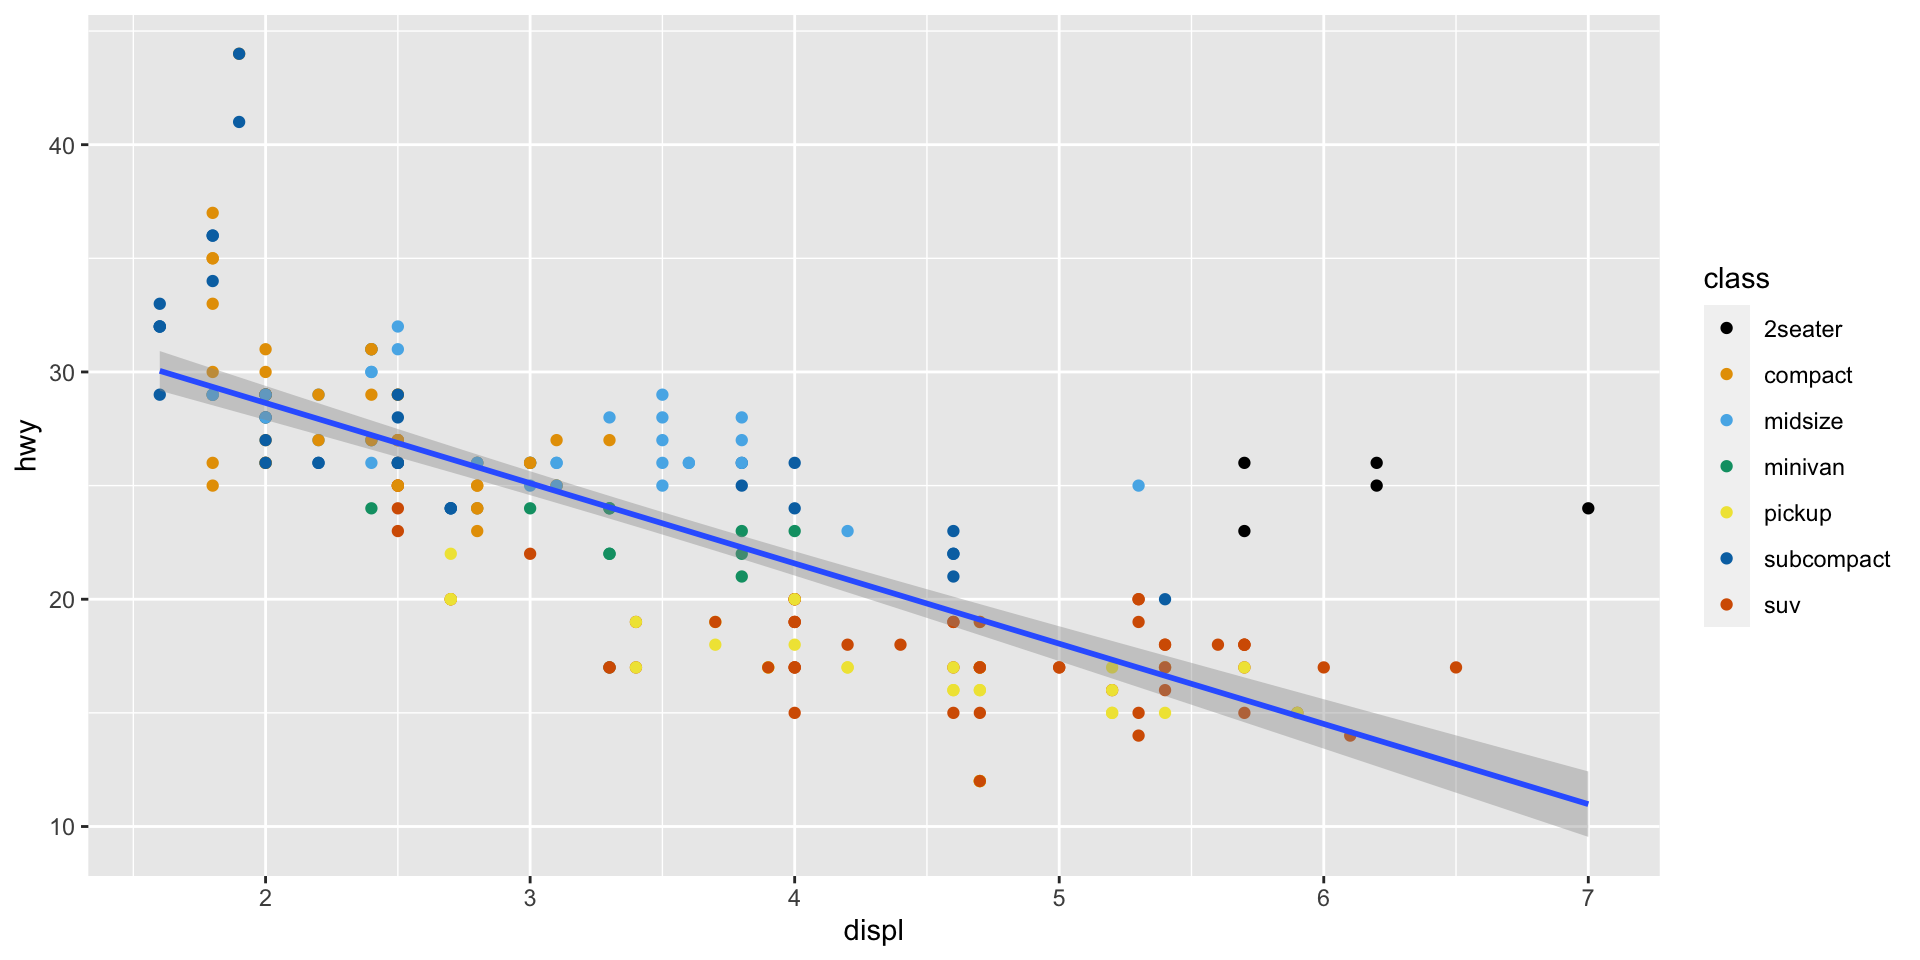 hwy
40
30
20
10
2 3 4 5 6 7
displ
class
2seater
compact
midsize
minivan
pickup
subcompact
suv